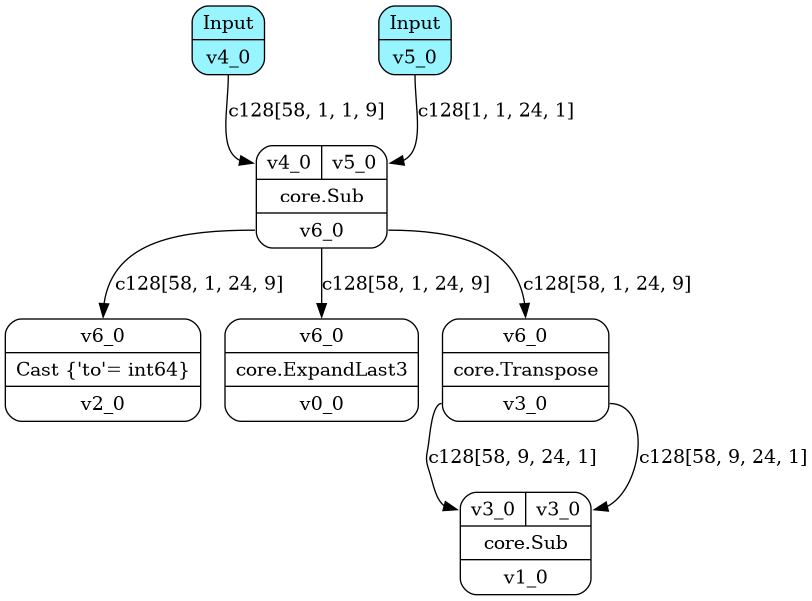 Input
v4_0
Input
v5_0
c128[58, 1, 1, 9]
c128[1, 1, 24, 1]
v4_0
v5_0
core.Sub
v6_0
c128[58, 1, 24, 9]
c128[58, 1, 24, 9]
c128[58, 1, 24, 9]
v6_0
Cast {'to'= int64}
v2_0
v6_0
core.ExpandLast3
v0_0
v6_0
core.Transpose
v3_0
c128[58, 9, 24, 1]
c128[58, 9, 24, 1]
v3_0
v3_0
core.Sub
v1_0